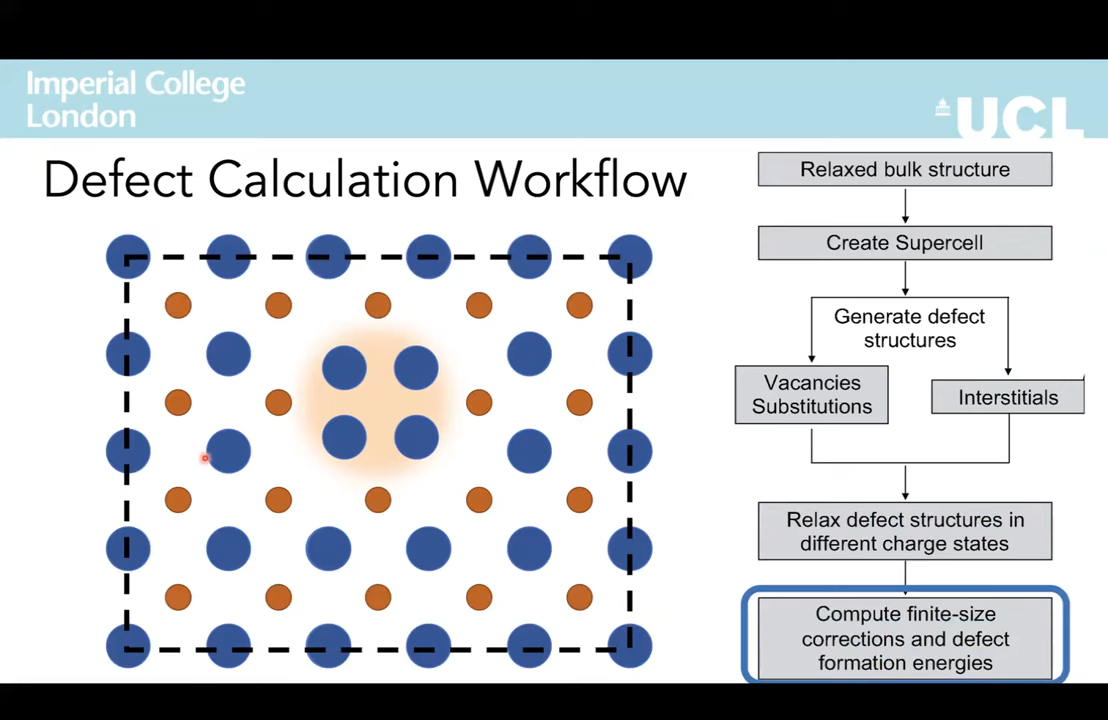 Imperial College
London
UCL
Defect Calculation Workflow
Relaxed bulk structure
Create Supercell
Generate defect
structures
Vacancies
Substitutions
Interstitials
Relax defect structures in
different charge states
Compute finite-size
corrections and defect
formation energies